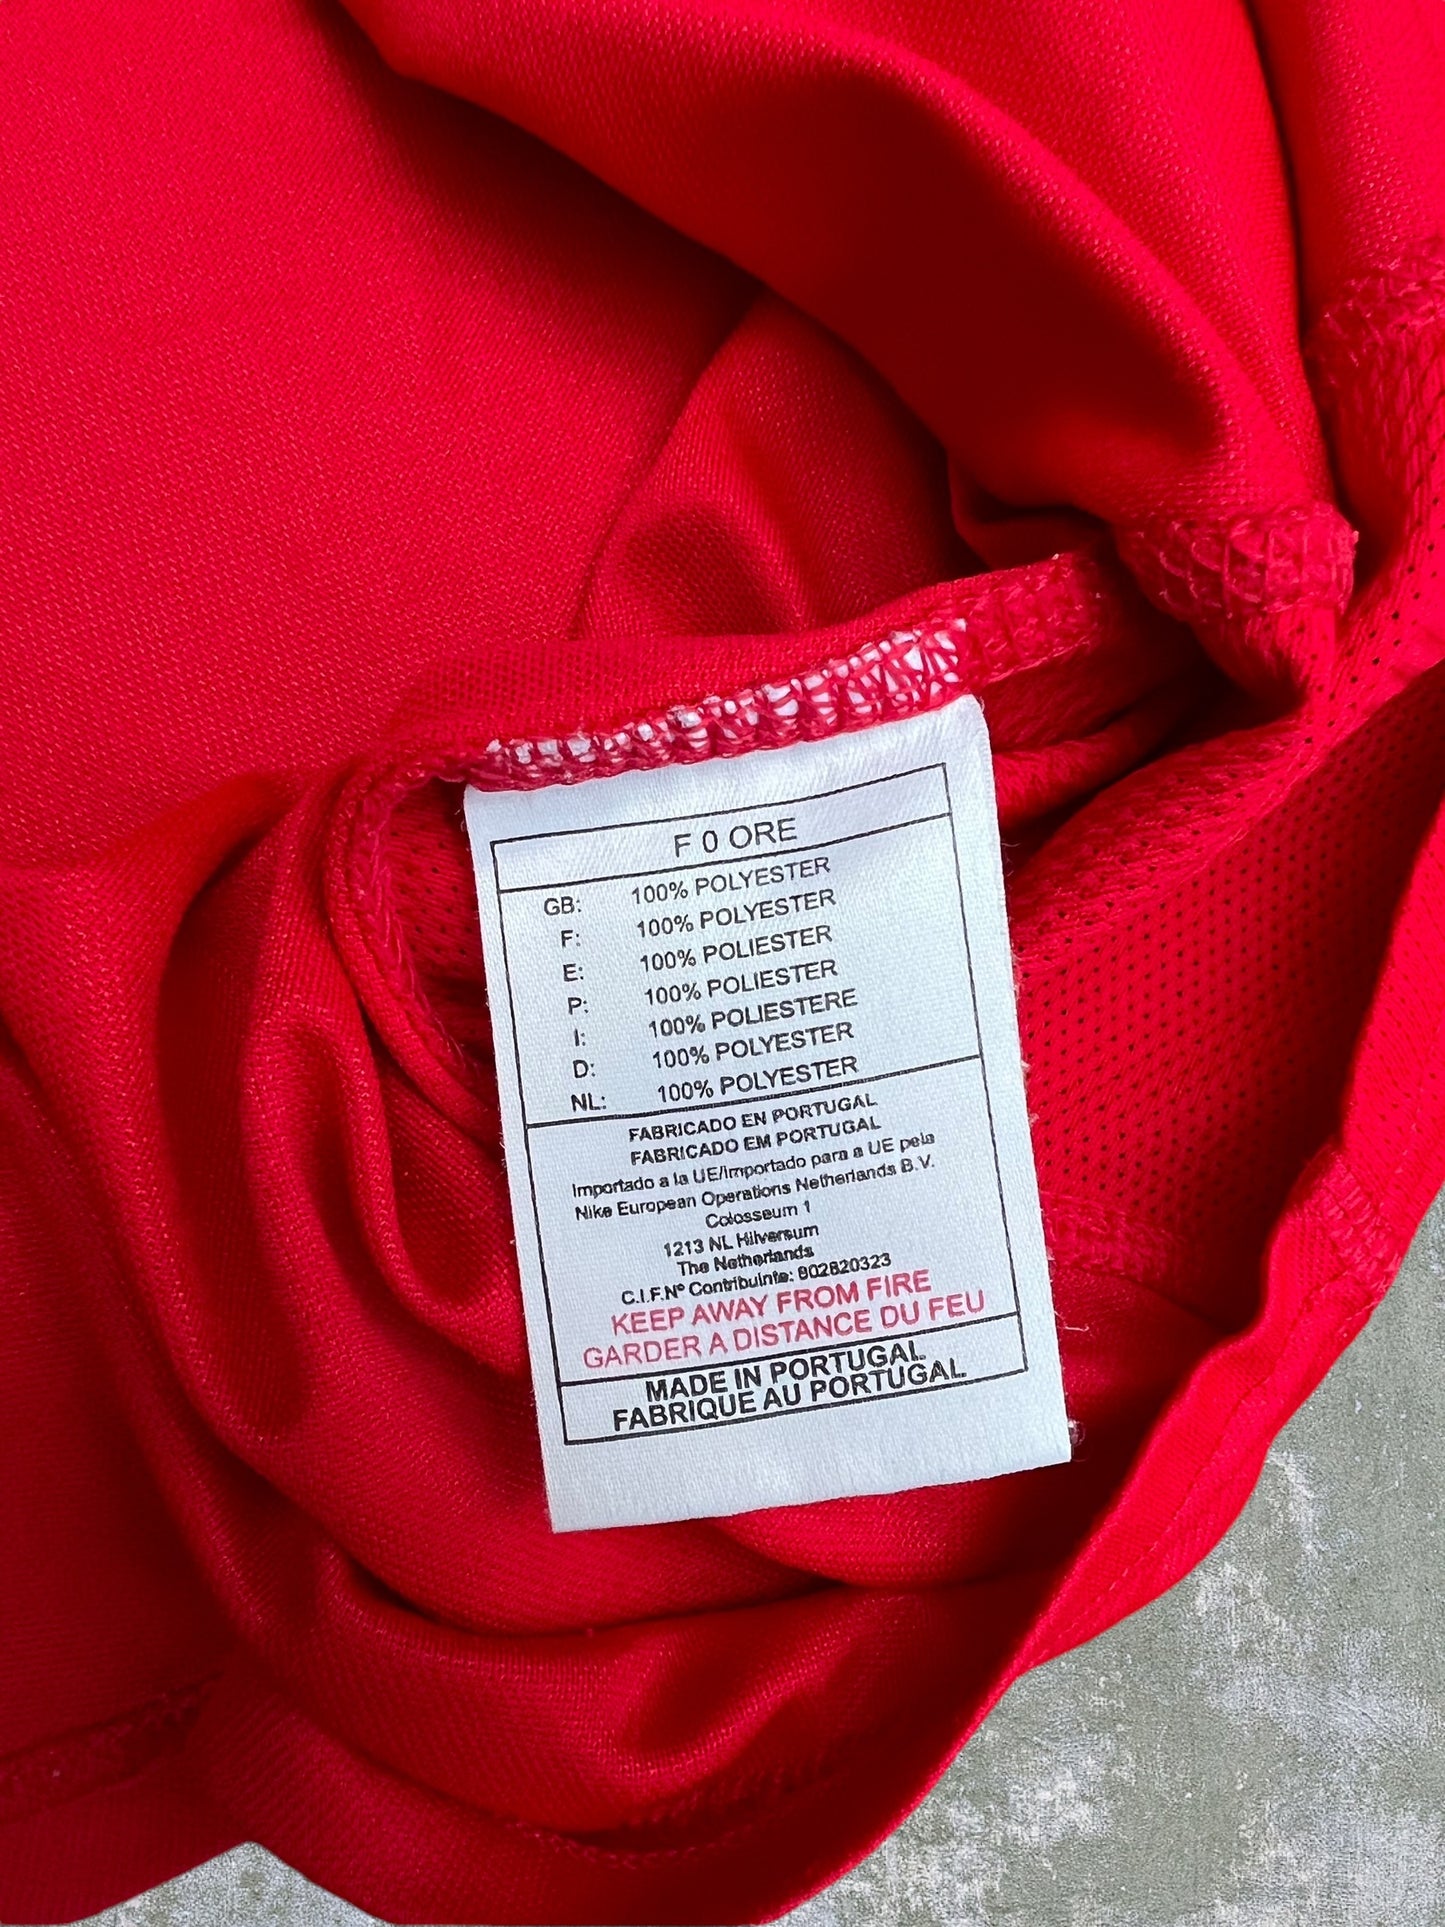 F 0 ORE
GB: 100% POLYESTER
F: 100% POLYESTER
E: 100% POLIESTER
P: 100% POLIESTER
I: 100% POLIESTERE
D: 100% POLYESTER
NL: 100% POLYESTER
FABRICADO EN PORTUGAL
FABRICADO EM PORTUGAL
Importado a la UE/Importado para a UE pela
Nike European Operations Netherlands B.V.
Colosseum 1
1213 NL Hilversum
The Netherlands
C.I.F.Nº Contribuinte: 802820323
KEEP AWAY FROM FIRE
GARDER A DISTANCE DU FEU
MADE IN PORTUGAL
FABRIQUE AU PORTUGAL